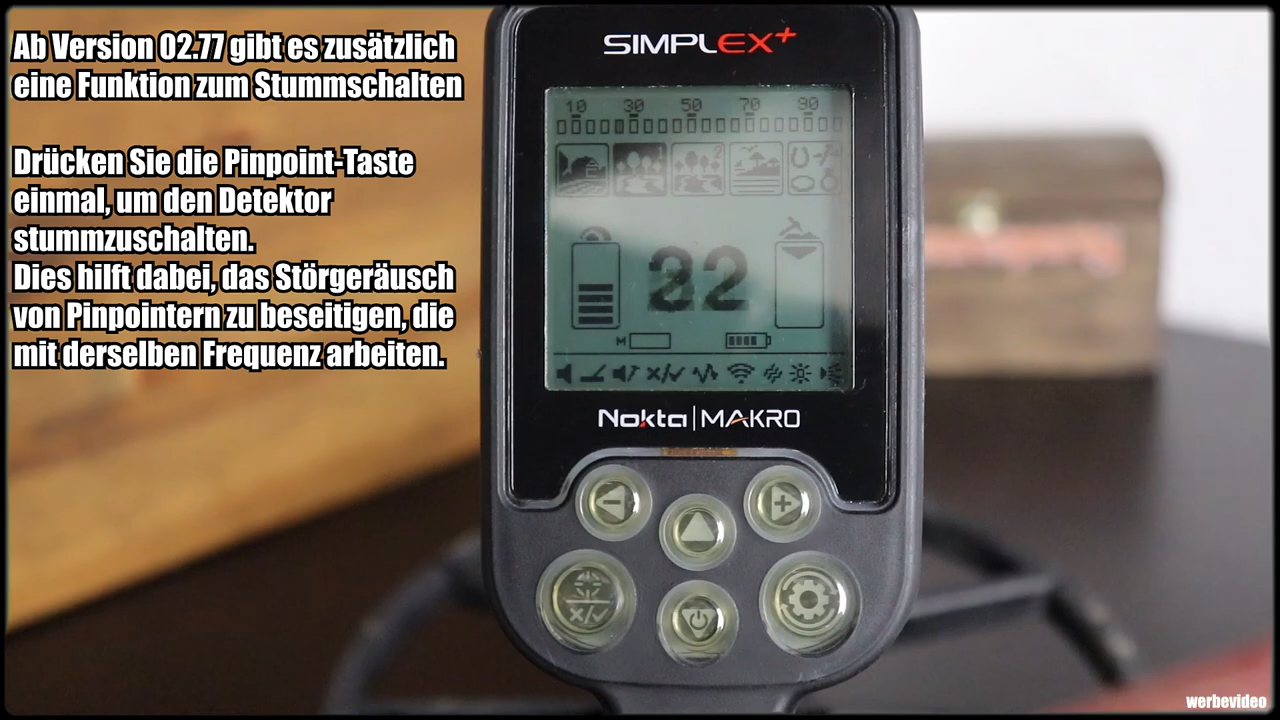 Ab Version 02.77 gibt es zusätzlich
eine Funktion zum Stummschalten
Drücken Sie die Pinpoint-Taste
einmal, um den Detektor
stummzuschalten.
Dies hilft dabei, das Störgeräusch
von Pinpointern zu beseitigen, die
mit derselben Frequenz arbeiten.
SIMPLEX+
10 30 50 70 90
32
M
Nokta|MAKRO
werbevideo